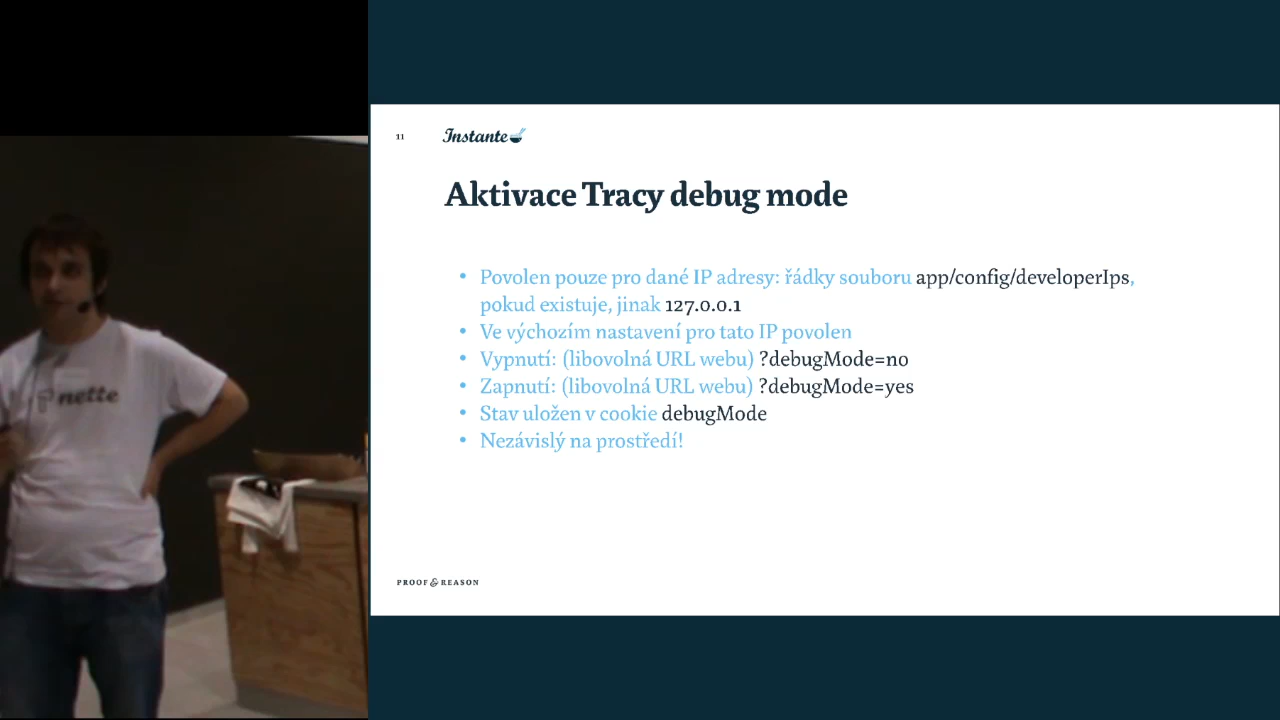 11
Instante
Aktivace Tracy debug mode
• Povolen pouze pro dané IP adresy: řádky souboru app/config/developerIps,
pokud existuje, jinak 127.0.0.1
• Ve výchozím nastavení pro tato IP povolen
• Vypnutí: (libovolná URL webu) ?debugMode=no
• Zapnutí: (libovolná URL webu) ?debugMode=yes
• Stav uložen v cookie debugMode
• Nezávislý na prostředí!
PROOF & REASON
nette